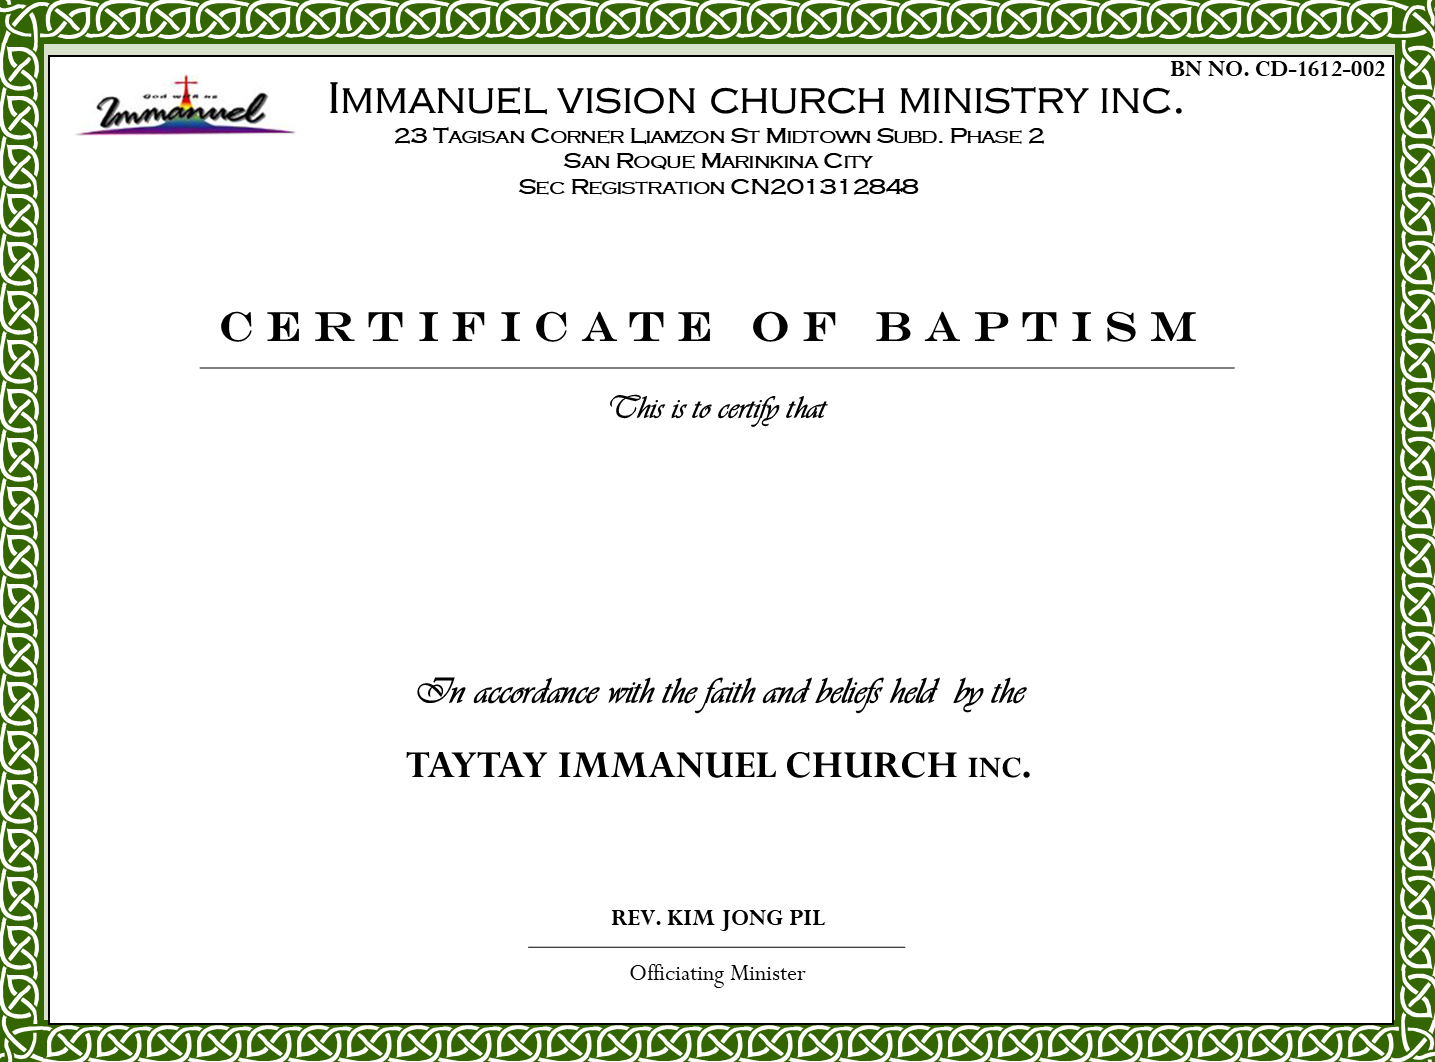 BN NO. CD-1612-002
God with us
Immanuel
IMMANUEL VISION CHURCH MINISTRY INC.
23 TAGISAN CORNER LIAMZON ST MIDTOWN SUBD. PHASE 2
SAN ROQUE MARINKINA CITY
SEC REGISTRATION CN201312848
CERTIFICATE OF BAPTISM
This is to certify that
In accordance with the faith and beliefs held by the
TAYTAY IMMANUEL CHURCH INC.
REV. KIM JONG PIL
Officiating Minister